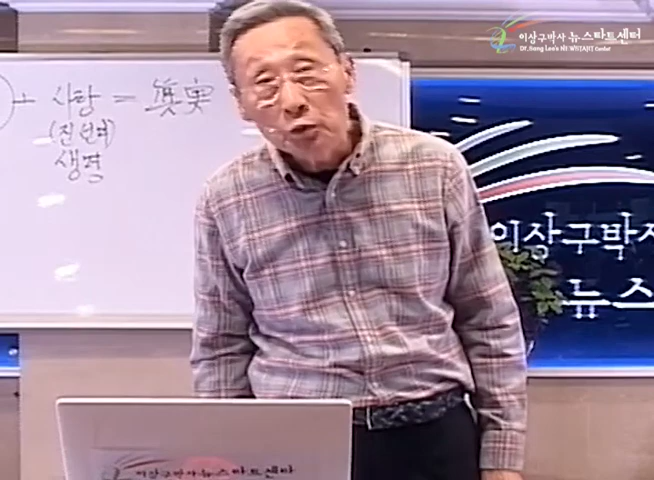 이상구박사 뉴스타트센터
Dr. Sang Lee's NEWSTART Center
+ 사랑 = 眞実
(진선미)
생명
이상구박사
뉴스
이상구박사 뉴스타트센터